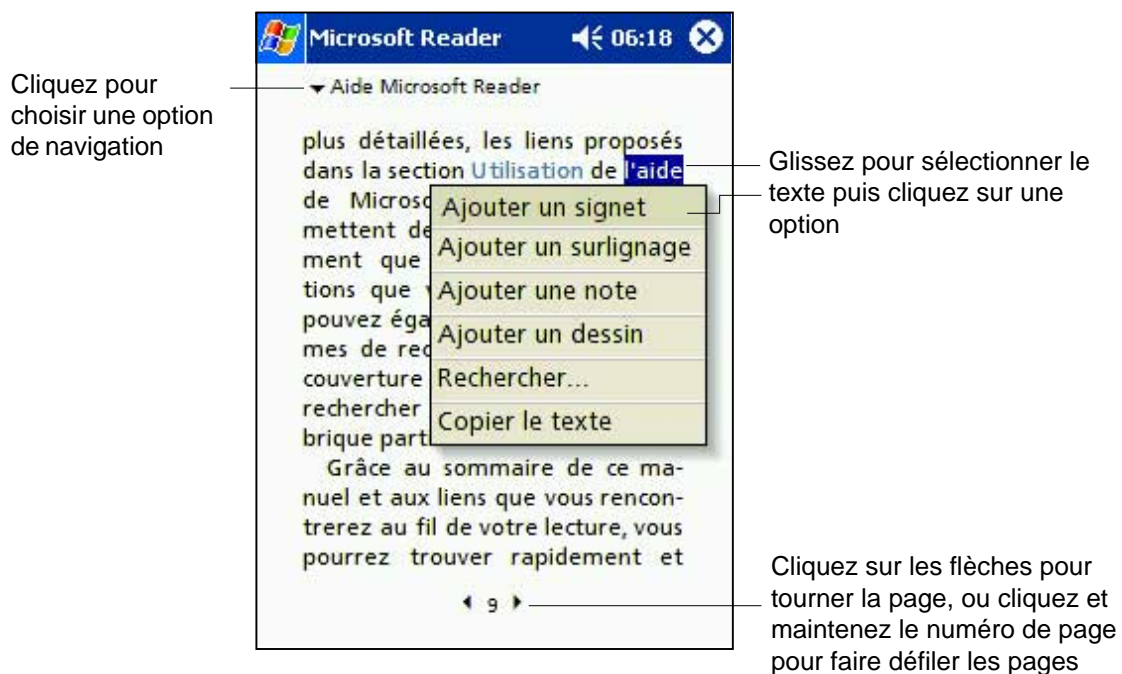 Microsoft Reader 06:18
Cliquez pour
choisir une option
de navigation
Aide Microsoft Reader
plus détaillées, les liens proposés
dans la section Utilisation de l'aide
de Microso
mettent de
ment que
tions que v
pouvez éga
mes de rec
couverture
rechercher
brique part
Ajouter un signet
Ajouter un surlignage
Ajouter une note
Ajouter un dessin
Rechercher...
Copier le texte
Grâce au sommaire de ce ma-
nuel et aux liens que vous rencon-
trerez au fil de votre lecture, vous
pourrez trouver rapidement et
9
Glissez pour sélectionner le
texte puis cliquez sur une
option
Cliquez sur les flèches pour
tourner la page, ou cliquez et
maintenez le numéro de page
pour faire défiler les pages